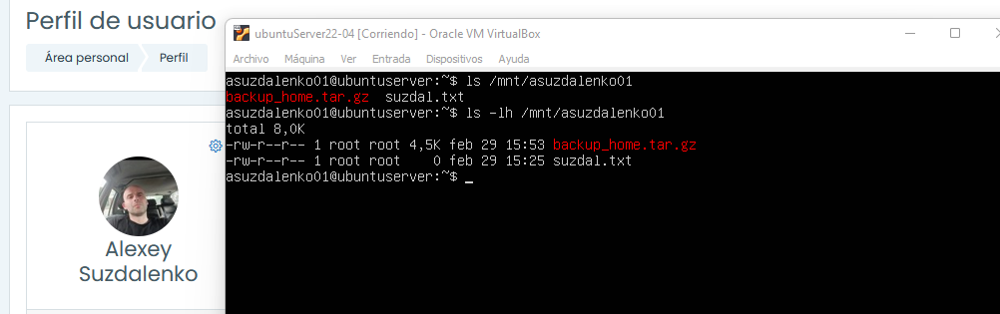 Perfil de usuario
Área personal
Perfil
Alexey
Suzdalenko
ubuntuServer22-04 [Corriendo] - Oracle VM VirtualBox
Archivo Máquina Ver Entrada Dispositivos Ayuda
asuzdalenko01@ubuntuserver:~$ ls /mnt/asuzdalenko01
backup_home.tar.gz suzdal.txt
asuzdalenko01@ubuntuserver:~$ ls -lh /mnt/asuzdalenko01
total 8,0K
-rw-r--r-- 1 root root 4,5K feb 29 15:53 backup_home.tar.gz
-rw-r--r-- 1 root root    0 feb 29 15:25 suzdal.txt
asuzdalenko01@ubuntuserver:~$ _